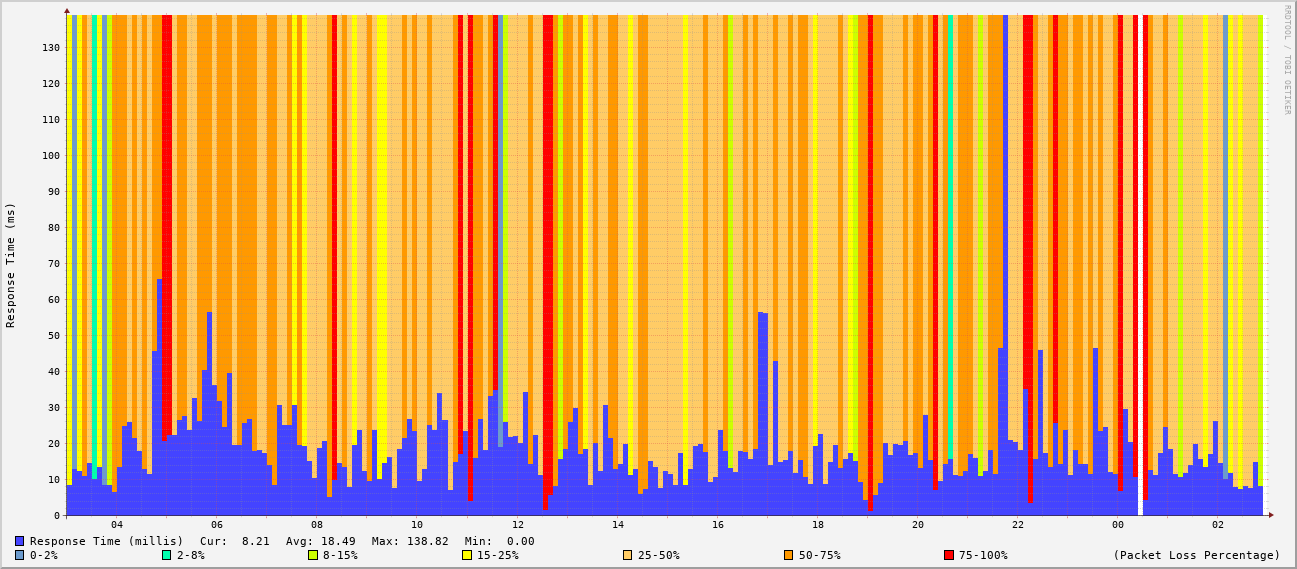 RRDTOOL / TOBI OETIKER
Response Time (ms)
130
120
110
100
90
80
70
60
50
40
30
20
10
0
04 06 08 10 12 14 16 18 20 22 00 02
Response Time (millis) Cur: 8.21 Avg: 18.49 Max: 138.82 Min: 0.00
0-2% 2-8% 8-15% 15-25% 25-50% 50-75% 75-100% (Packet Loss Percentage)